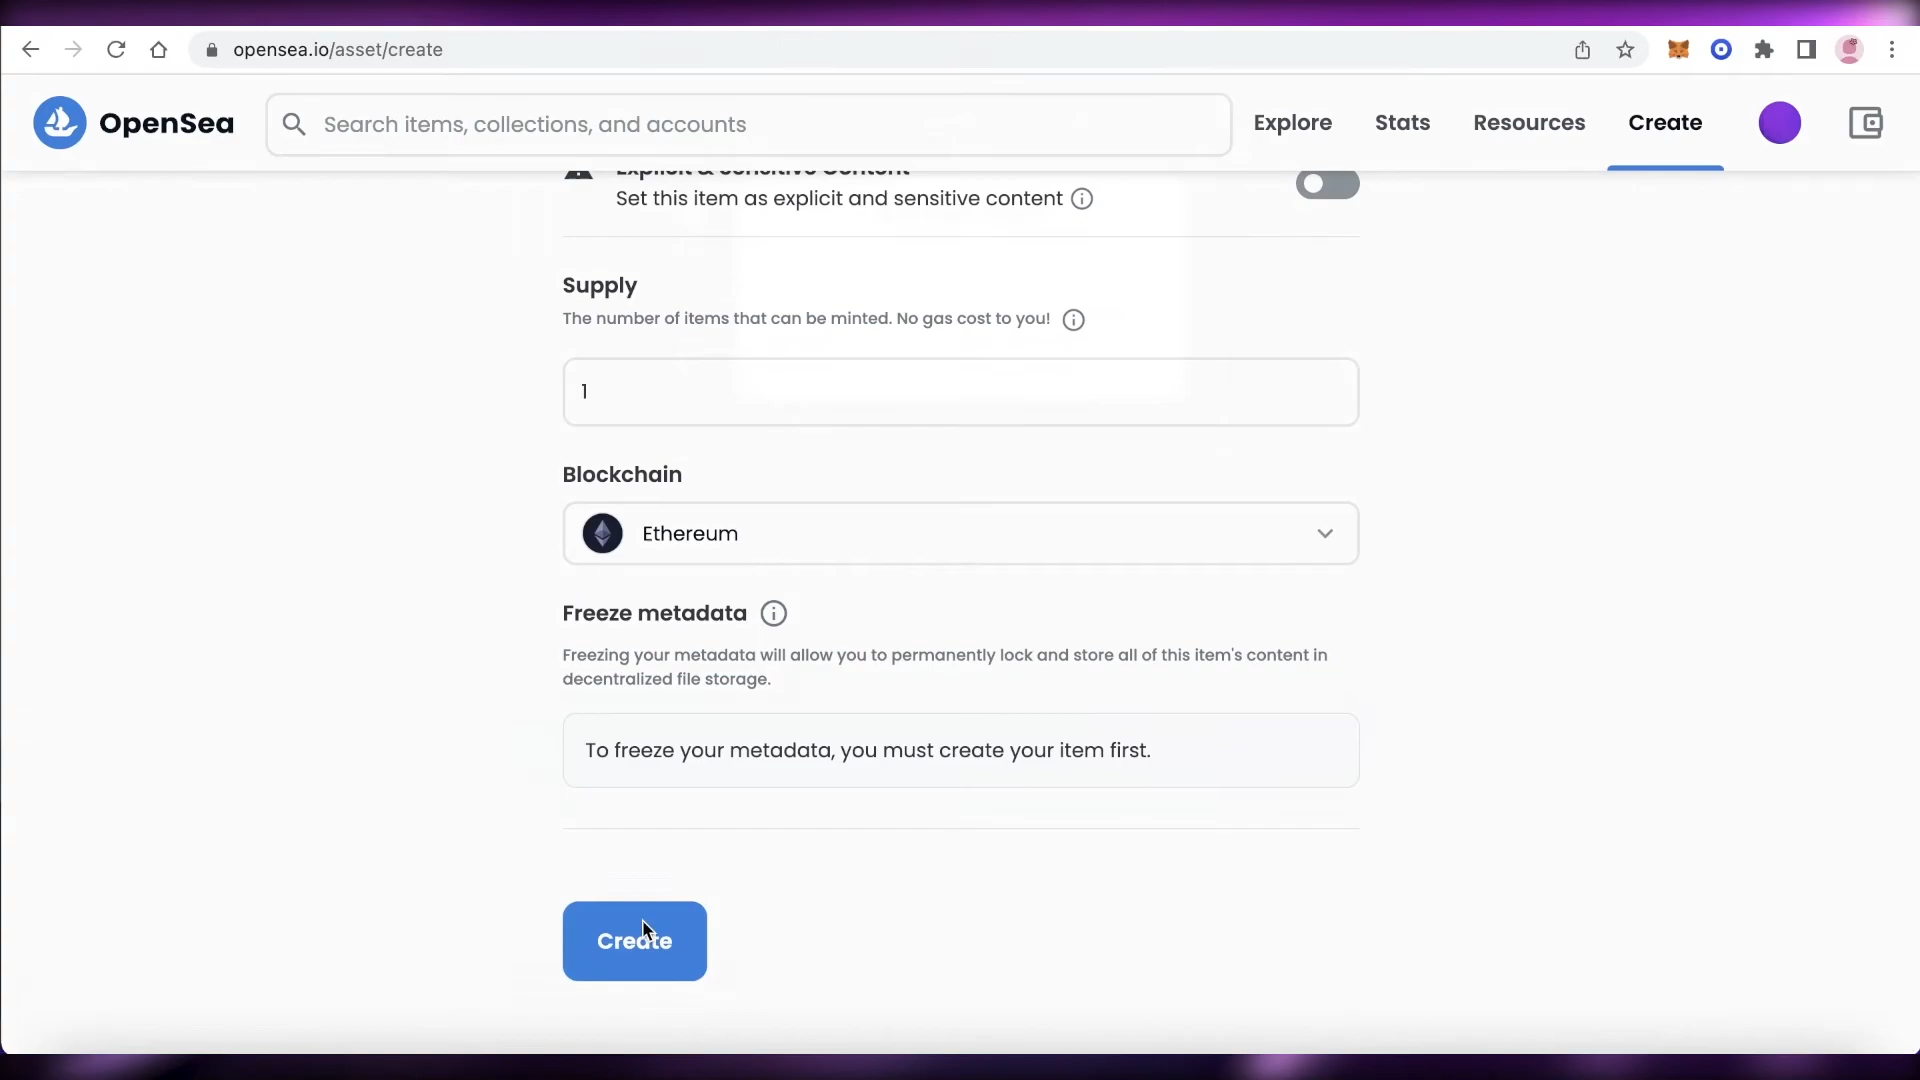 opensea.io/asset/create
OpenSea
Search items, collections, and accounts
Explore
Stats
Resources
Create
Explicit & Sensitive Content
Set this item as explicit and sensitive content
Supply
The number of items that can be minted. No gas cost to you!
1
Blockchain
Ethereum
Freeze metadata
Freezing your metadata will allow you to permanently lock and store all of this item's content in
decentralized file storage.
To freeze your metadata, you must create your item first.
Create